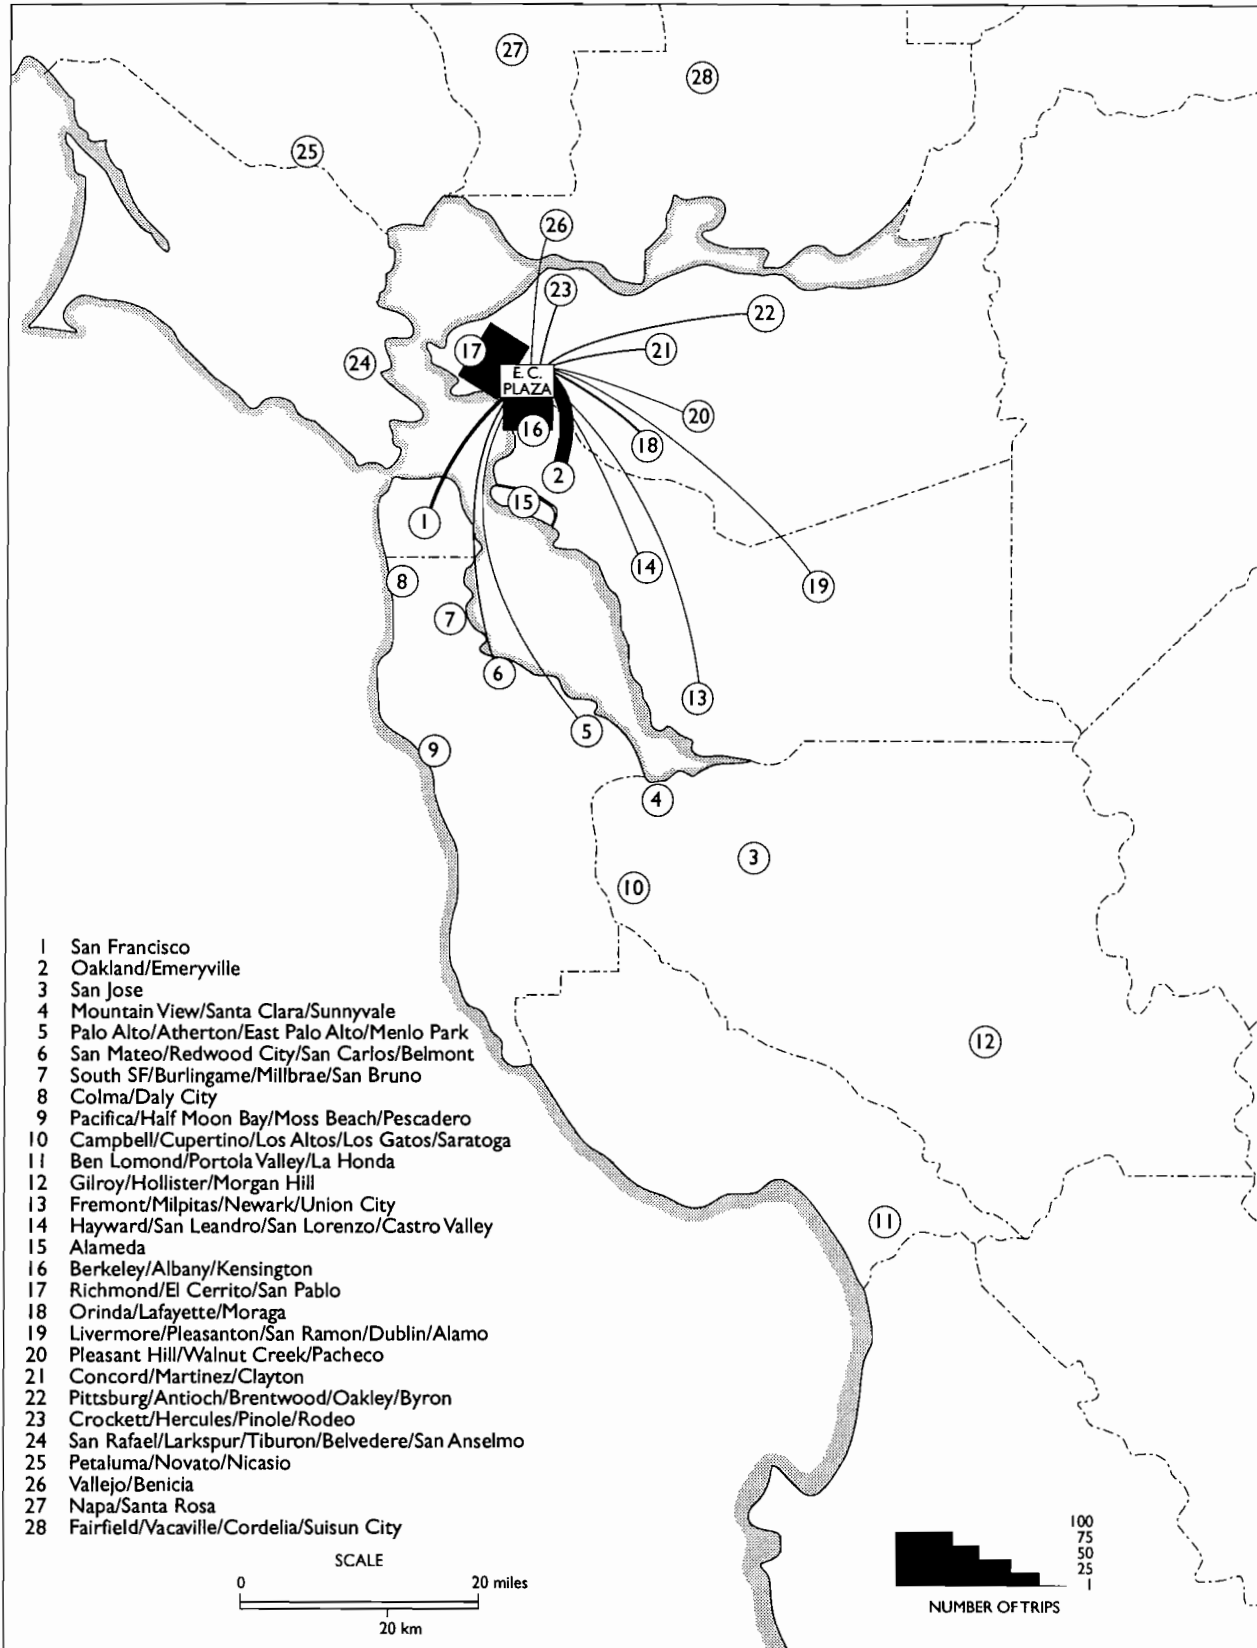 27
28
25
26
23
22
24
17
21
E. C.
PLAZA
20
16
18
2
15
1
14
19
8
7
6
13
5
9
4
3
10
12
11
1 San Francisco
2 Oakland/Emeryville
3 San Jose
4 Mountain View/Santa Clara/Sunnyvale
5 Palo Alto/Atherton/East Palo Alto/Menlo Park
6 San Mateo/Redwood City/San Carlos/Belmont
7 South SF/Burlingame/Millbrae/San Bruno
8 Colma/Daly City
9 Pacifica/Half Moon Bay/Moss Beach/Pescadero
10 Campbell/Cupertino/Los Altos/Los Gatos/Saratoga
11 Ben Lomond/Portola Valley/La Honda
12 Gilroy/Hollister/Morgan Hill
13 Fremont/Milpitas/Newark/Union City
14 Hayward/San Leandro/San Lorenzo/Castro Valley
15 Alameda
16 Berkeley/Albany/Kensington
17 Richmond/El Cerrito/San Pablo
18 Orinda/Lafayette/Moraga
19 Livermore/Pleasanton/San Ramon/Dublin/Alamo
20 Pleasant Hill/Walnut Creek/Pacheco
21 Concord/Martinez/Clayton
22 Pittsburg/Antioch/Brentwood/Oakley/Byron
23 Crockett/Hercules/Pinole/Rodeo
24 San Rafael/Larkspur/Tiburon/Belvedere/San Anselmo
25 Petaluma/Novato/Nicasio
26 Vallejo/Benicia
27 Napa/Santa Rosa
28 Fairfield/Vacaville/Cordelia/Suisun City
SCALE
0 20 miles
20 km
100
75
50
25
1
NUMBER OF TRIPS